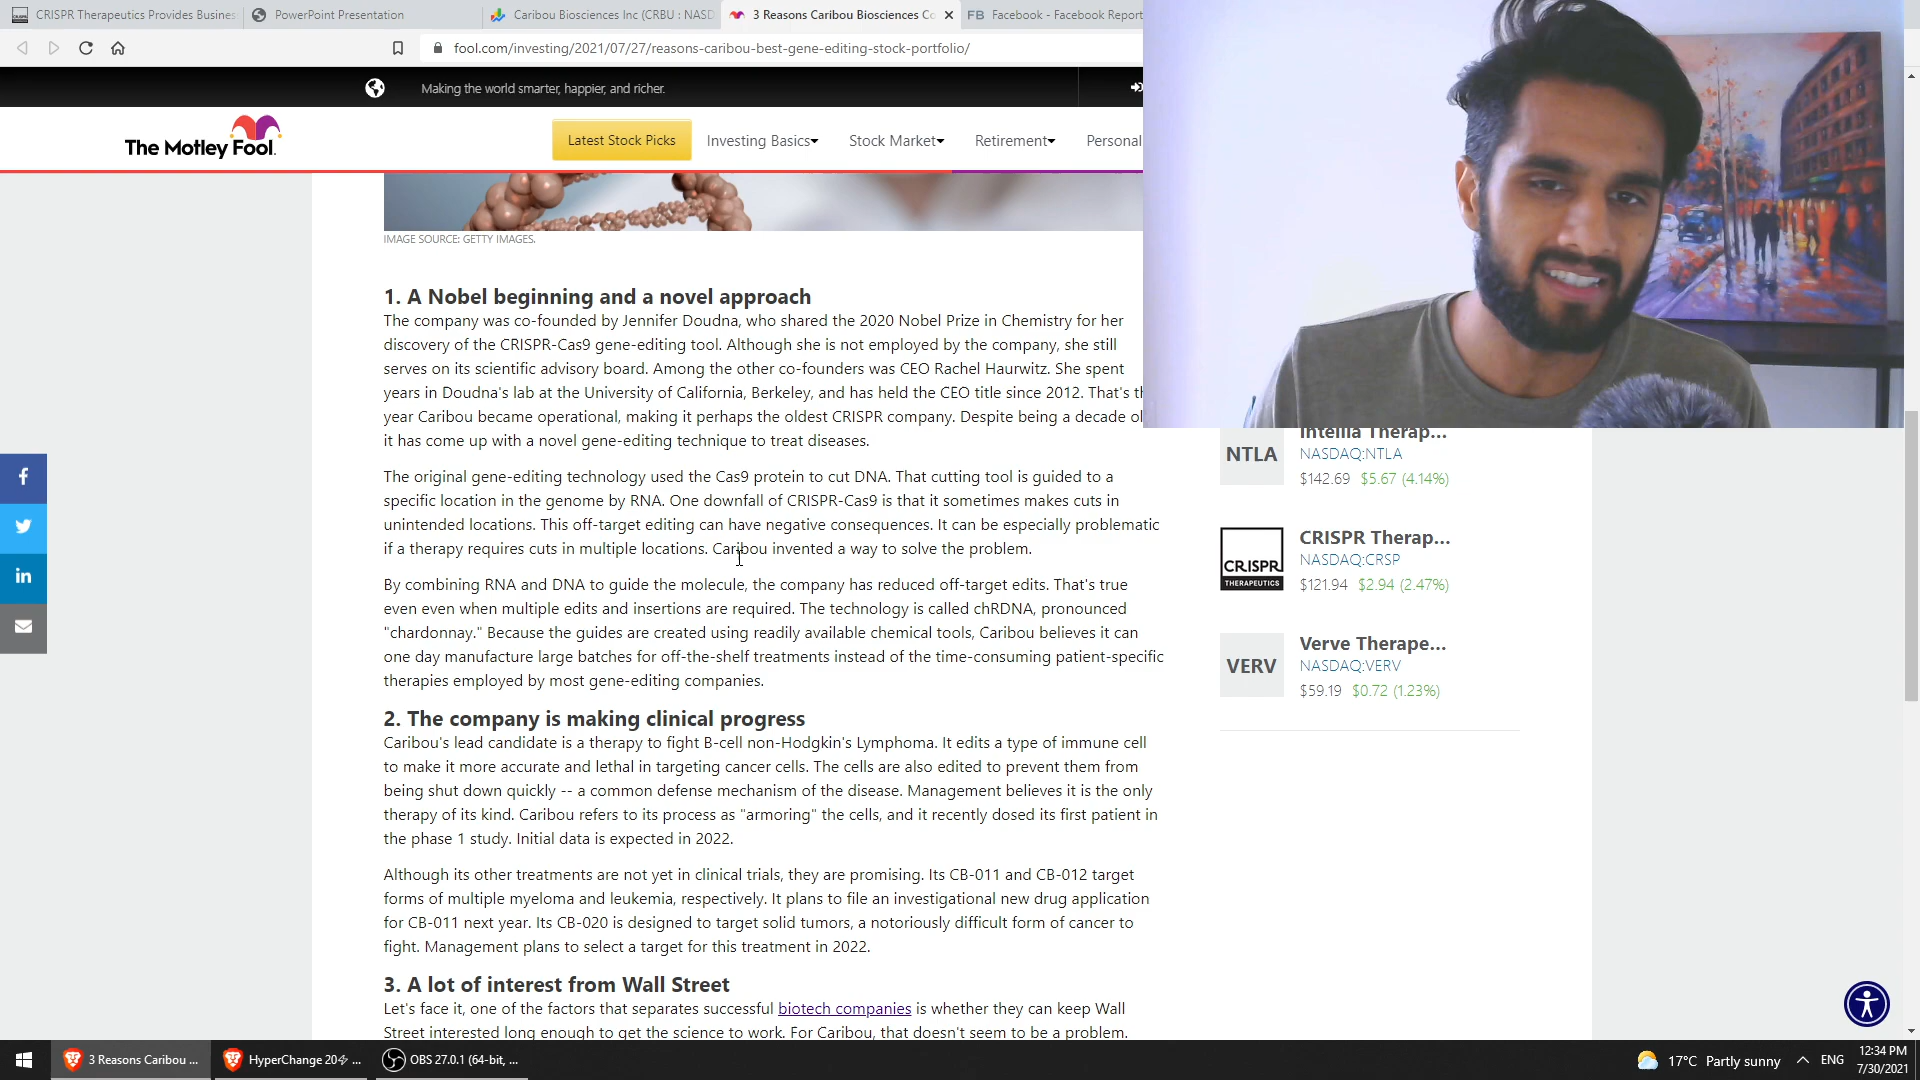 CRISPR Therapeutics Provides Busines
PowerPoint Presentation
Caribou Biosciences Inc (CRBU : NASD
3 Reasons Caribou Biosciences Co
FB Facebook - Facebook Report
fool.com/investing/2021/07/27/reasons-caribou-best-gene-editing-stock-portfolio/
Making the world smarter, happier, and richer.
The Motley Fool.
Latest Stock Picks
Investing Basics
Stock Market
Retirement
Personal
IMAGE SOURCE: GETTY IMAGES.
1. A Nobel beginning and a novel approach
The company was co-founded by Jennifer Doudna, who shared the 2020 Nobel Prize in Chemistry for her
discovery of the CRISPR-Cas9 gene-editing tool. Although she is not employed by the company, she still
serves on its scientific advisory board. Among the other co-founders was CEO Rachel Haurwitz. She spent
years in Doudna's lab at the University of California, Berkeley, and has held the CEO title since 2012. That's th
year Caribou became operational, making it perhaps the oldest CRISPR company. Despite being a decade ol
it has come up with a novel gene-editing technique to treat diseases.
The original gene-editing technology used the Cas9 protein to cut DNA. That cutting tool is guided to a
specific location in the genome by RNA. One downfall of CRISPR-Cas9 is that it sometimes makes cuts in
unintended locations. This off-target editing can have negative consequences. It can be especially problematic
if a therapy requires cuts in multiple locations. Caribou invented a way to solve the problem.
By combining RNA and DNA to guide the molecule, the company has reduced off-target edits. That's true
even even when multiple edits and insertions are required. The technology is called chRDNA, pronounced
"chardonnay." Because the guides are created using readily available chemical tools, Caribou believes it can
one day manufacture large batches for off-the-shelf treatments instead of the time-consuming patient-specific
therapies employed by most gene-editing companies.
2. The company is making clinical progress
Caribou's lead candidate is a therapy to fight B-cell non-Hodgkin's Lymphoma. It edits a type of immune cell
to make it more accurate and lethal in targeting cancer cells. The cells are also edited to prevent them from
being shut down quickly -- a common defense mechanism of the disease. Management believes it is the only
therapy of its kind. Caribou refers to its process as "armoring" the cells, and it recently dosed its first patient in
the phase 1 study. Initial data is expected in 2022.
Although its other treatments are not yet in clinical trials, they are promising. Its CB-011 and CB-012 target
forms of multiple myeloma and leukemia, respectively. It plans to file an investigational new drug application
for CB-011 next year. Its CB-020 is designed to target solid tumors, a notoriously difficult form of cancer to
fight. Management plans to select a target for this treatment in 2022.
3. A lot of interest from Wall Street
Let's face it, one of the factors that separates successful biotech companies is whether they can keep Wall
Street interested long enough to get the science to work. For Caribou, that doesn't seem to be a problem.
NTLA
Intellia Therap...
NASDAQ:NTLA
$142.69 $5.67 (4.14%)
CRISPR
THERAPEUTICS
CRISPR Therap...
NASDAQ:CRSP
$121.94 $2.94 (2.47%)
VERV
Verve Therape...
NASDAQ:VERV
$59.19 $0.72 (1.23%)
3 Reasons Caribou ...
HyperChange 20⚡ ...
OBS 27.0.1 (64-bit, ...
17°C Partly sunny
ENG
12:34 PM
7/30/2021